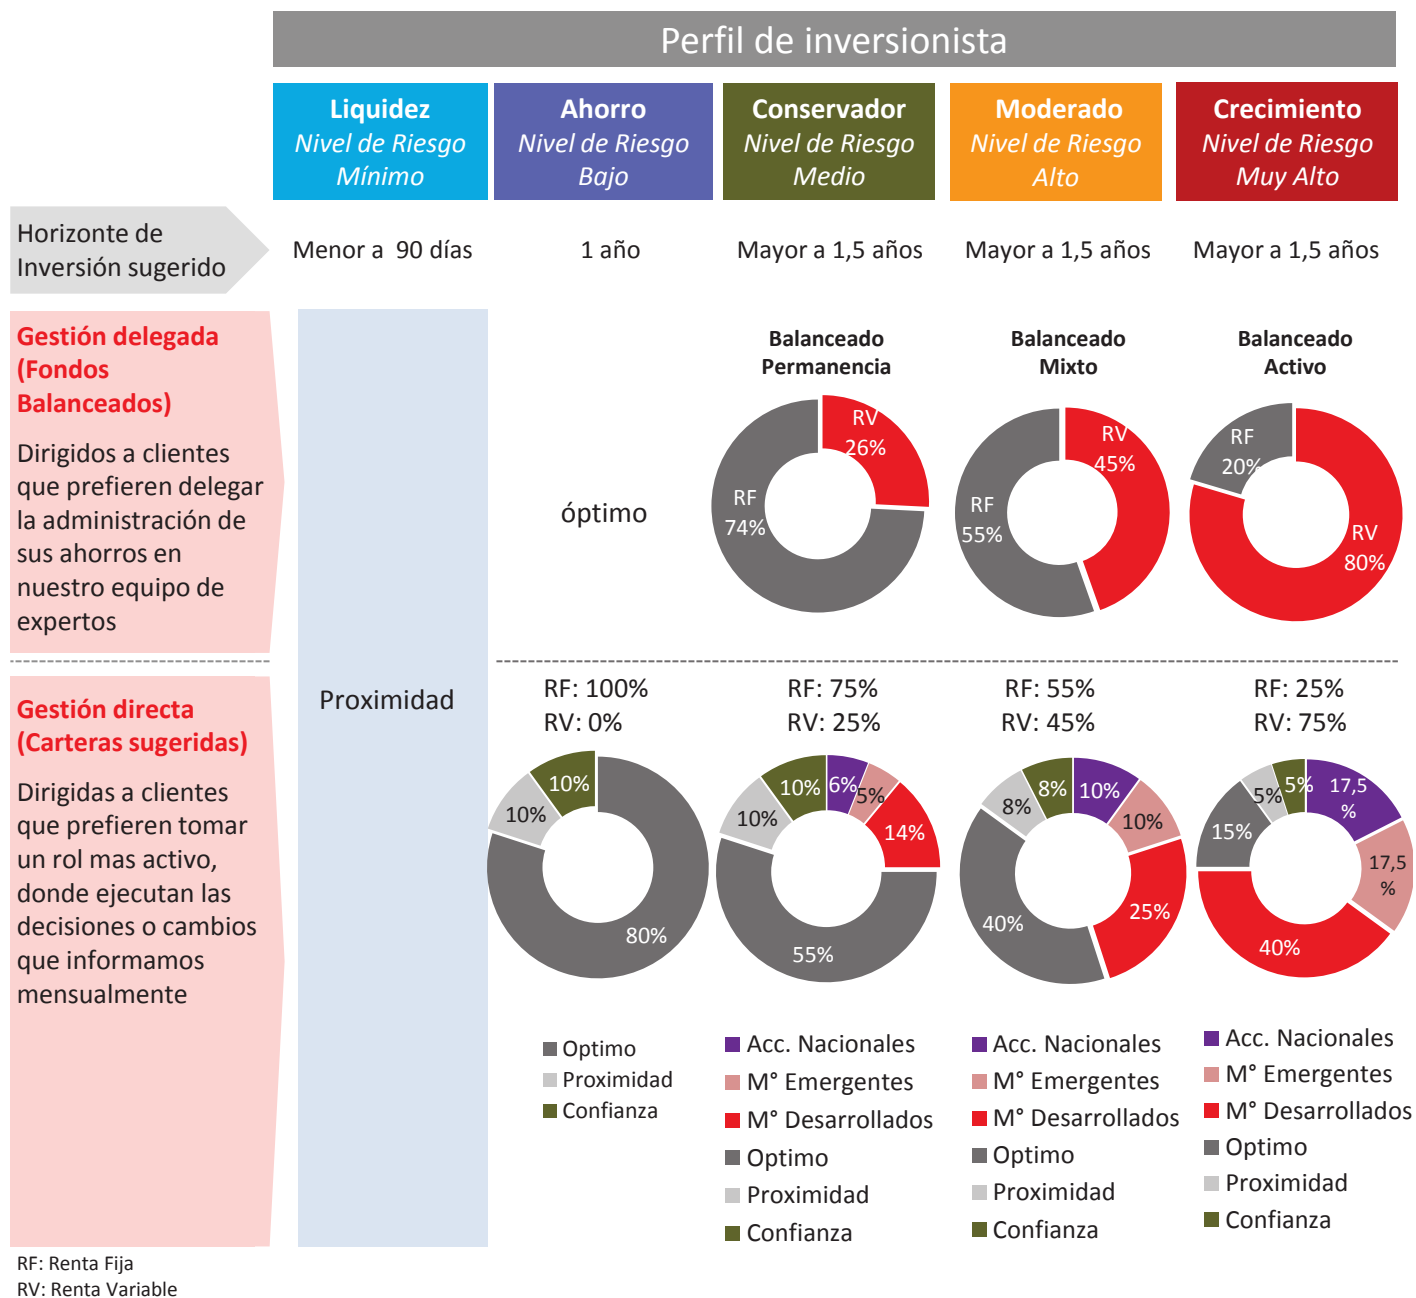 Perfil de inversionista
Liquidez
Nivel de Riesgo
Mínimo
Ahorro
Nivel de Riesgo
Bajo
Conservador
Nivel de Riesgo
Medio
Moderado
Nivel de Riesgo
Alto
Crecimiento
Nivel de Riesgo
Muy Alto
Horizonte de
Inversión sugerido
Menor a 90 días
1 año
Mayor a 1,5 años
Mayor a 1,5 años
Mayor a 1,5 años
Gestión delegada
(Fondos
Balanceados)
Dirigidos a clientes
que prefieren delegar
la administración de
sus ahorros en
nuestro equipo de
expertos
óptimo
Balanceado
Permanencia
RV
26%
RF
74%
Balanceado
Mixto
RV
45%
RF
55%
Balanceado
Activo
RF
20%
RV
80%
Proximidad
Gestión directa
(Carteras sugeridas)
Dirigidas a clientes
que prefieren tomar
un rol mas activo,
donde ejecutan las
decisiones o cambios
que informamos
mensualmente
RF: 100%
RV: 0%
10%
10%
80%
Optimo
Proximidad
Confianza
RF: 75%
RV: 25%
10%
6%
5%
10%
14%
55%
Acc. Nacionales
M° Emergentes
M° Desarrollados
Optimo
Proximidad
Confianza
RF: 55%
RV: 45%
8%
10%
8%
10%
25%
40%
Acc. Nacionales
M° Emergentes
M° Desarrollados
Optimo
Proximidad
Confianza
RF: 25%
RV: 75%
5%
5%
17,5
%
15%
17,5
%
40%
Acc. Nacionales
M° Emergentes
M° Desarrollados
Optimo
Proximidad
Confianza
RF: Renta Fija
RV: Renta Variable